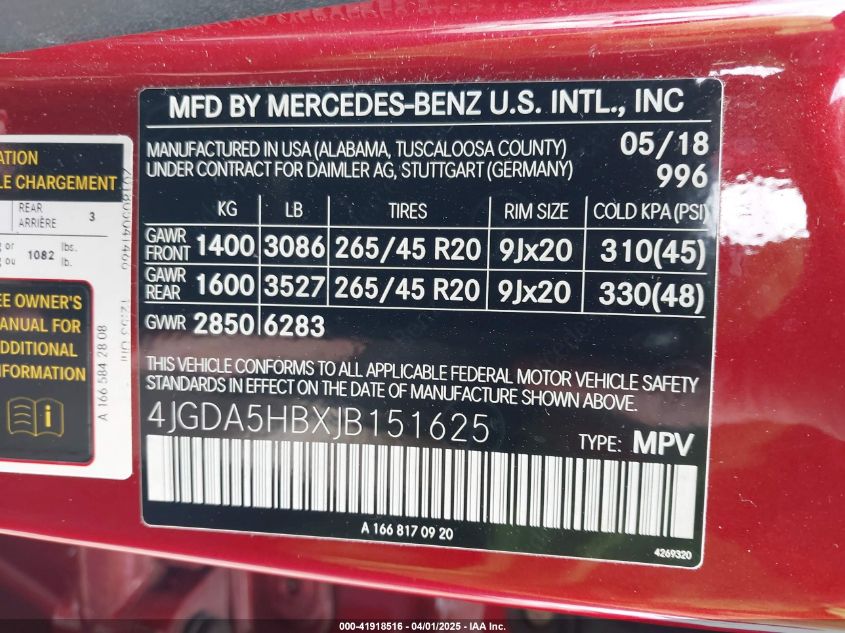 MFD BY MERCEDES-BENZ U.S. INTL., INC
MANUFACTURED IN USA (ALABAMA, TUSCALOOSA COUNTY) 05/18
UNDER CONTRACT FOR DAIMLER AG, STUTTGART (GERMANY) 996
KG LB TIRES RIM SIZE COLD KPA (PSI)
GAWR FRONT 1400 3086 265/45 R20 9Jx20 310(45)
GAWR REAR 1600 3527 265/45 R20 9Jx20 330(48)
GVWR 2850 6283
THIS VEHICLE CONFORMS TO ALL APPLICABLE FEDERAL MOTOR VEHICLE SAFETY
STANDARDS IN EFFECT ON THE DATE OF MANUFACTURE SHOWN ABOVE.
4JGDA5HBXJB151625
TYPE: MPV
A 166 817 09 20
4269320
ATION
LE CHARGEMENT
REAR
ARRIÈRE 3
g or 1082 lbs.
g ou lb.
EE OWNER'S
MANUAL FOR
ADDITIONAL
INFORMATION
A 166 584 28 08
000-41918516 - 04/01/2025 - IAA Inc.